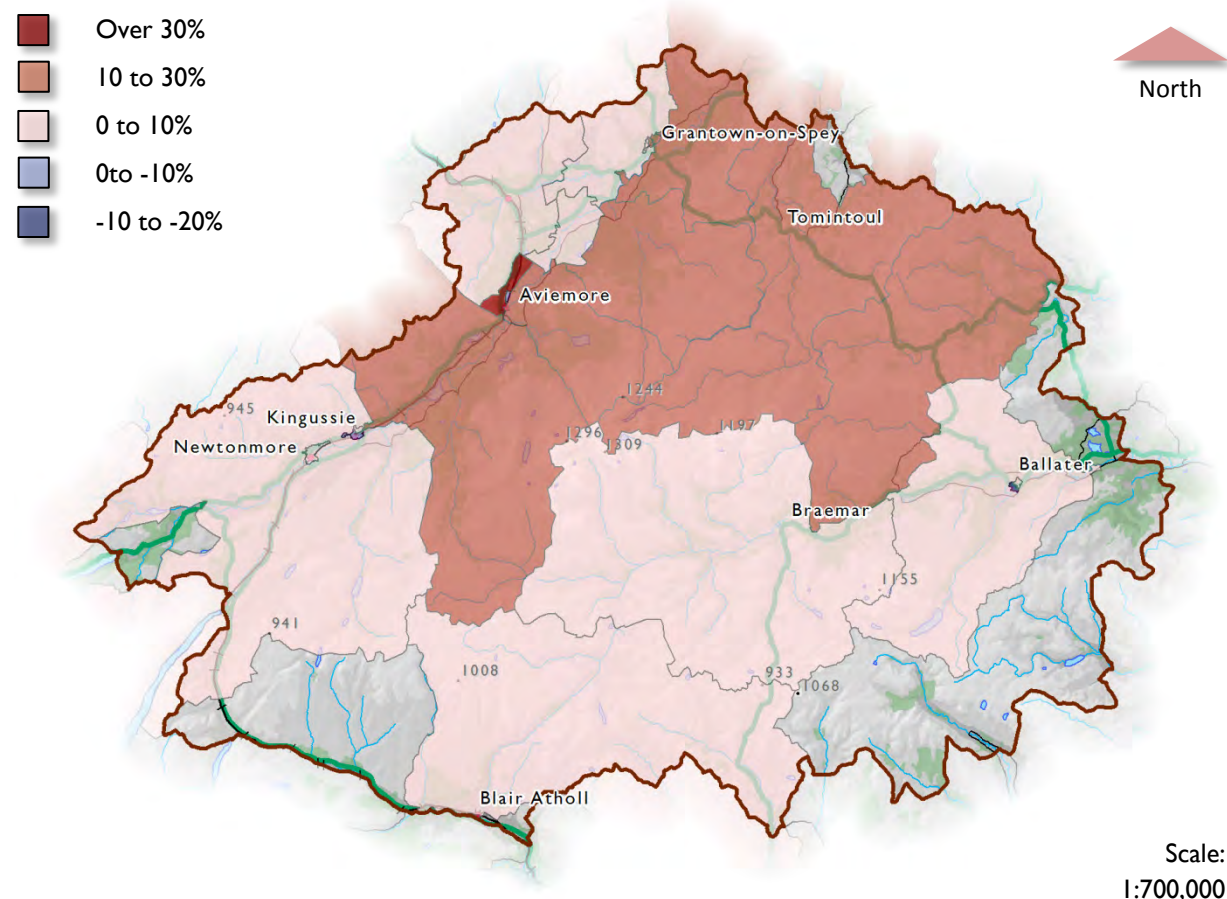 Over 30%
10 to 30%
0 to 10%
0to -10%
-10 to -20%
North
Grantown-on-Spey
Tomintoul
Aviemore
1244
945
Kingussie
1197
1296
1309
Newtonmore
Ballater
Braemar
1155
941
1008
933
1068
Blair Atholl
Scale:
1:700,000